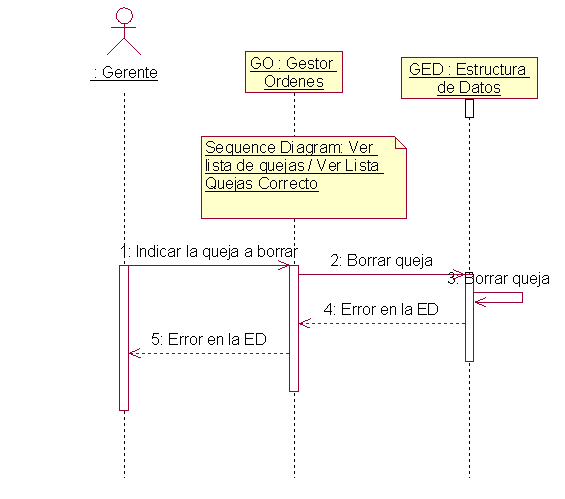 : Gerente
GO : Gestor
Ordenes
GED : Estructura
de Datos
Sequence Diagram: Ver
lista de quejas / Ver Lista
Quejas Correcto
1: Indicar la queja a borrar
2: Borrar queja
3: Borrar queja
4: Error en la ED
5: Error en la ED